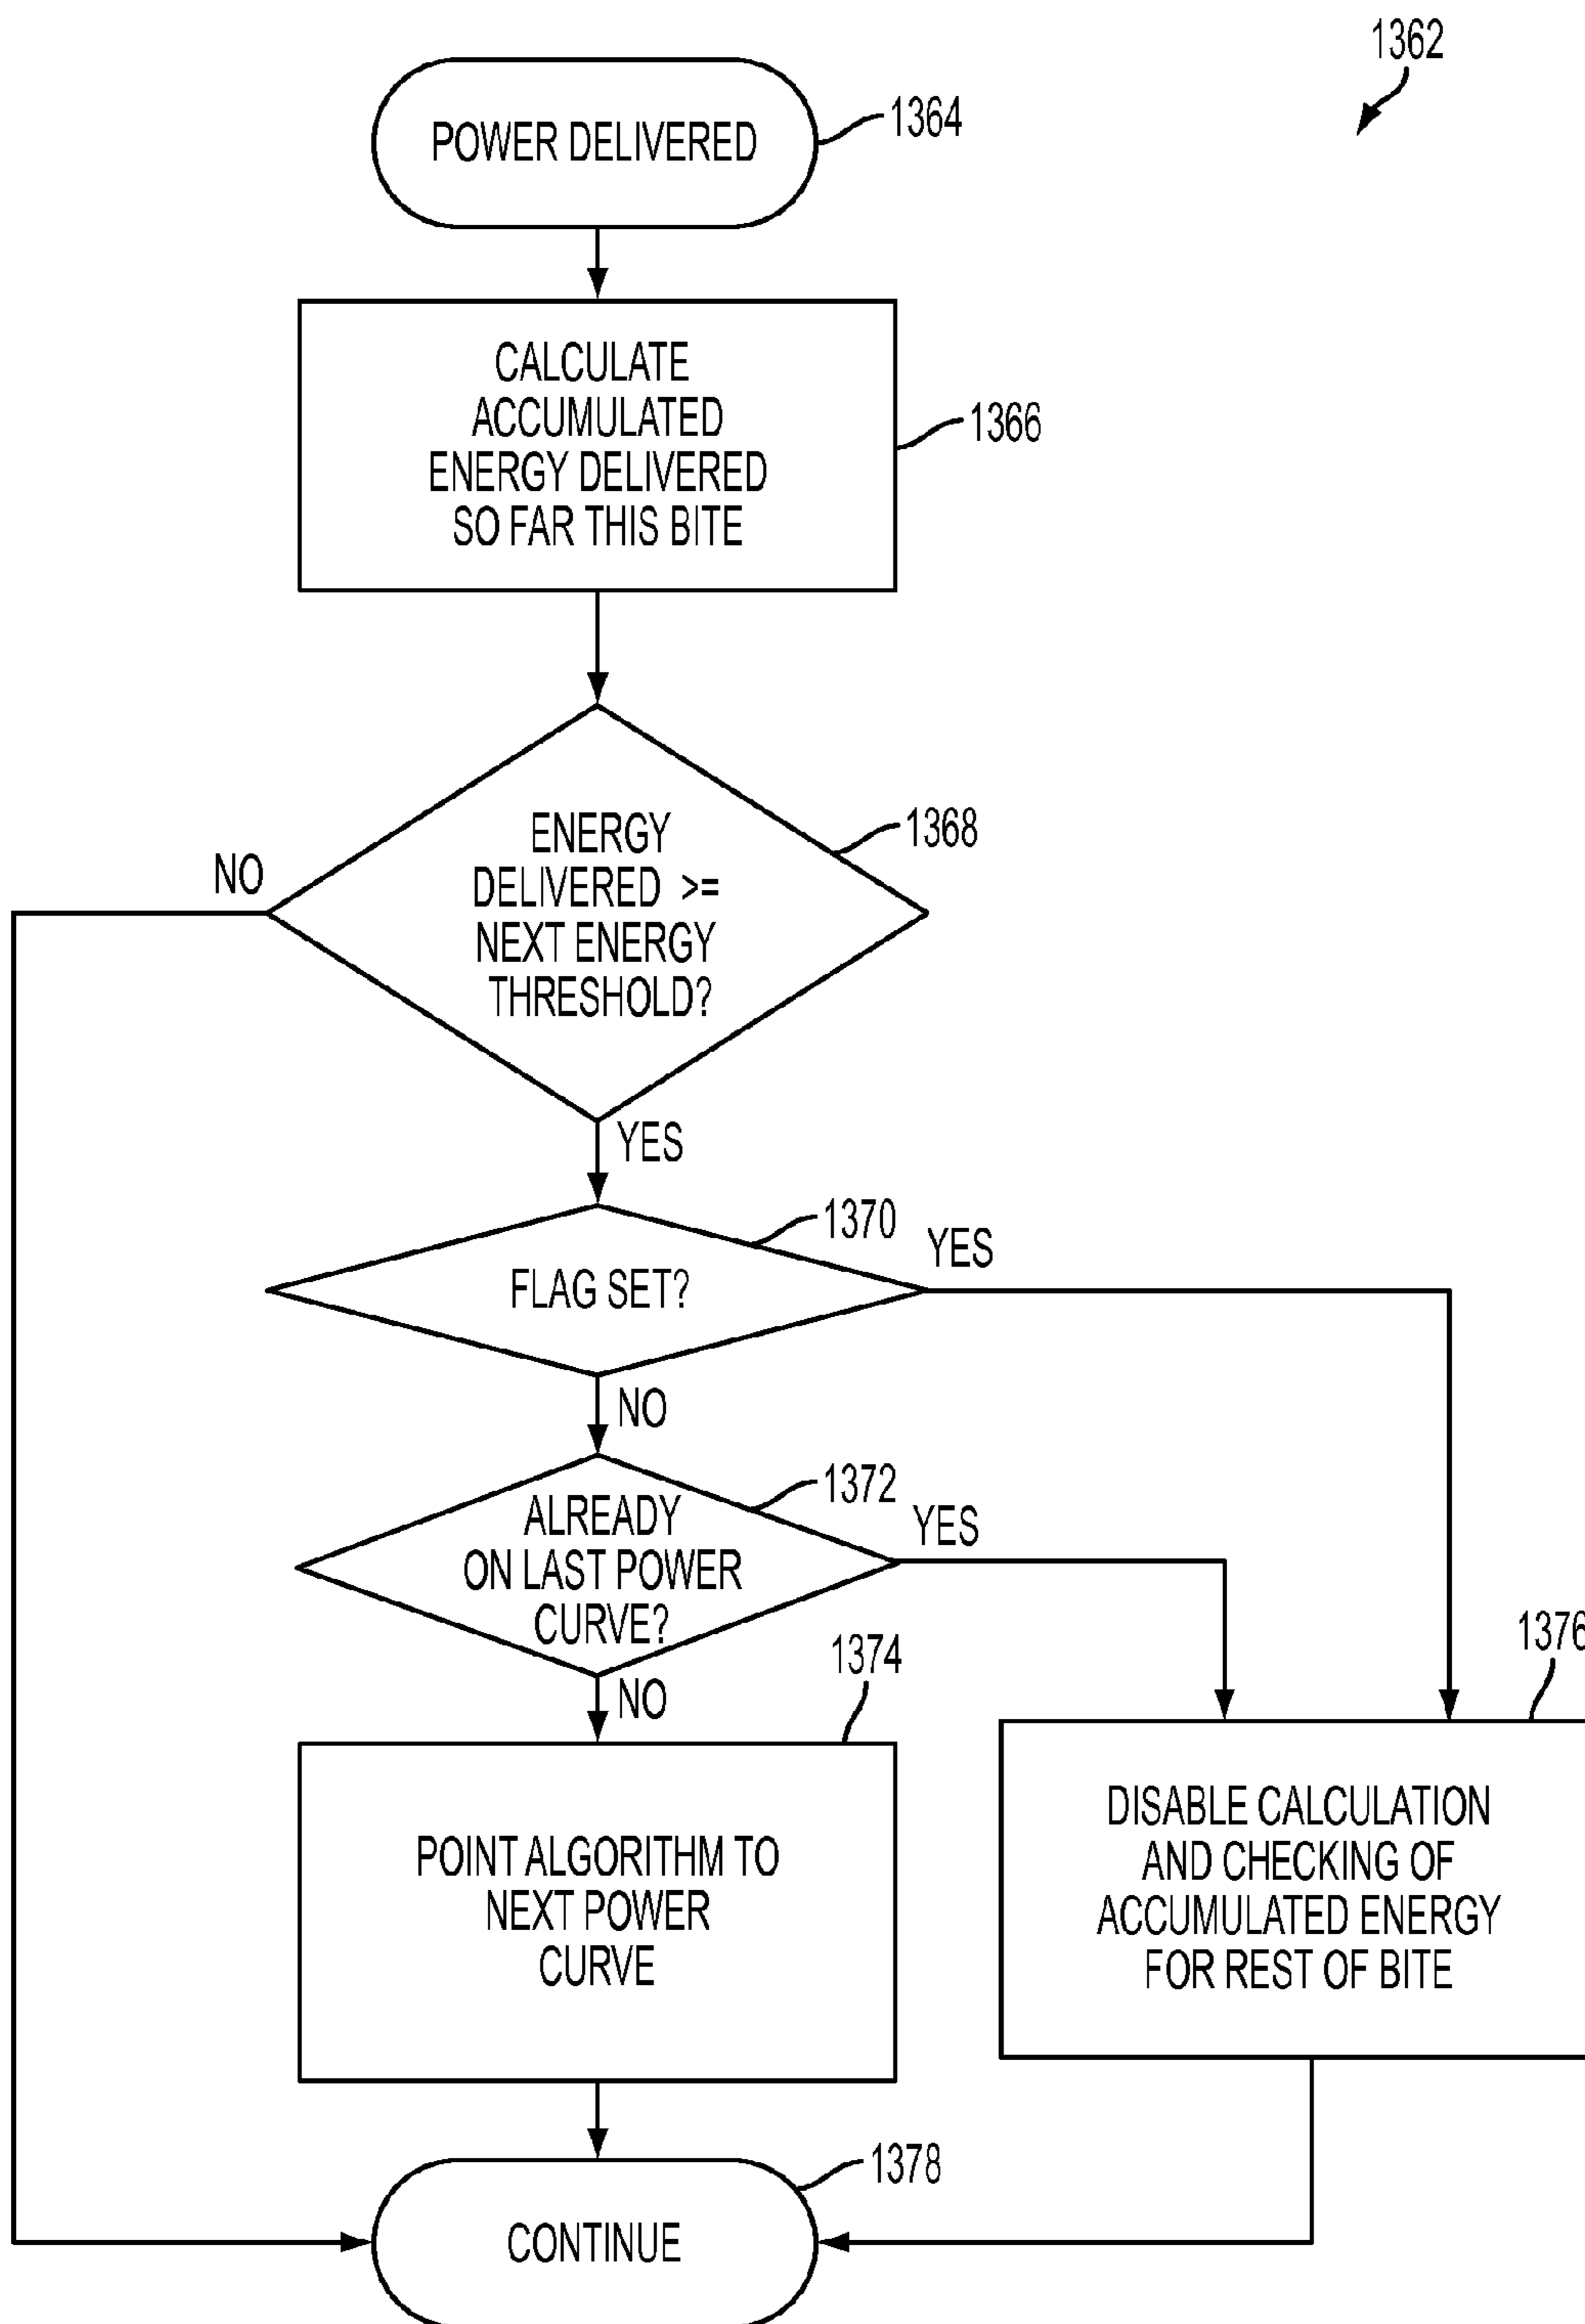 1362
POWER DELIVERED
1364
CALCULATE
ACCUMULATED
ENERGY DELIVERED
SO FAR THIS BITE
1366
ENERGY
DELIVERED >=
NEXT ENERGY
THRESHOLD?
1368
NO
YES
FLAG SET?
1370
YES
NO
ALREADY
ON LAST POWER
CURVE?
1372
YES
NO
1374
POINT ALGORITHM TO
NEXT POWER
CURVE
1376
DISABLE CALCULATION
AND CHECKING OF
ACCUMULATED ENERGY
FOR REST OF BITE
1378
CONTINUE